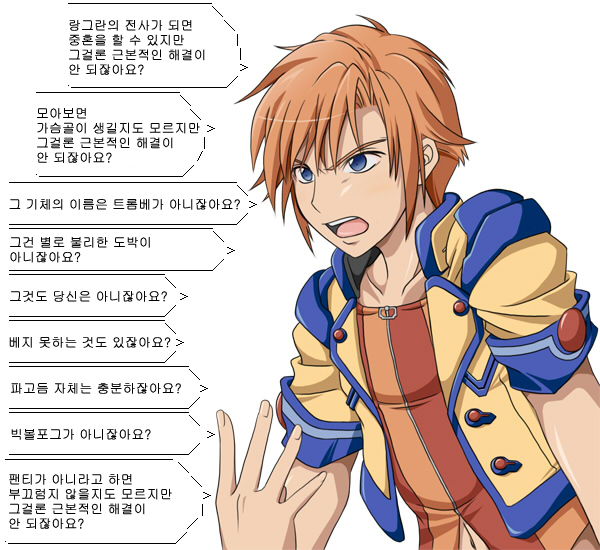 랑그란의 전사가 되면
중혼을 할 수 있지만
그걸론 근본적인 해결이
안 되잖아요?
모아보면
가슴골이 생길지도 모르지만
그걸론 근본적인 해결이
안 되잖아요?
그 기체의 이름은 트롬베가 아니잖아요?
그건 별로 불리한 도박이
아니잖아요?
그것도 당신은 아니잖아요?
베지 못하는 것도 있잖아요?
파고듬 자체는 충분하잖아요?
빅볼포그가 아니잖아요?
팬티가 아니라고 하면
부끄럼지 않을지도 모르지만
그걸론 근본적인 해결이
안 되잖아요?